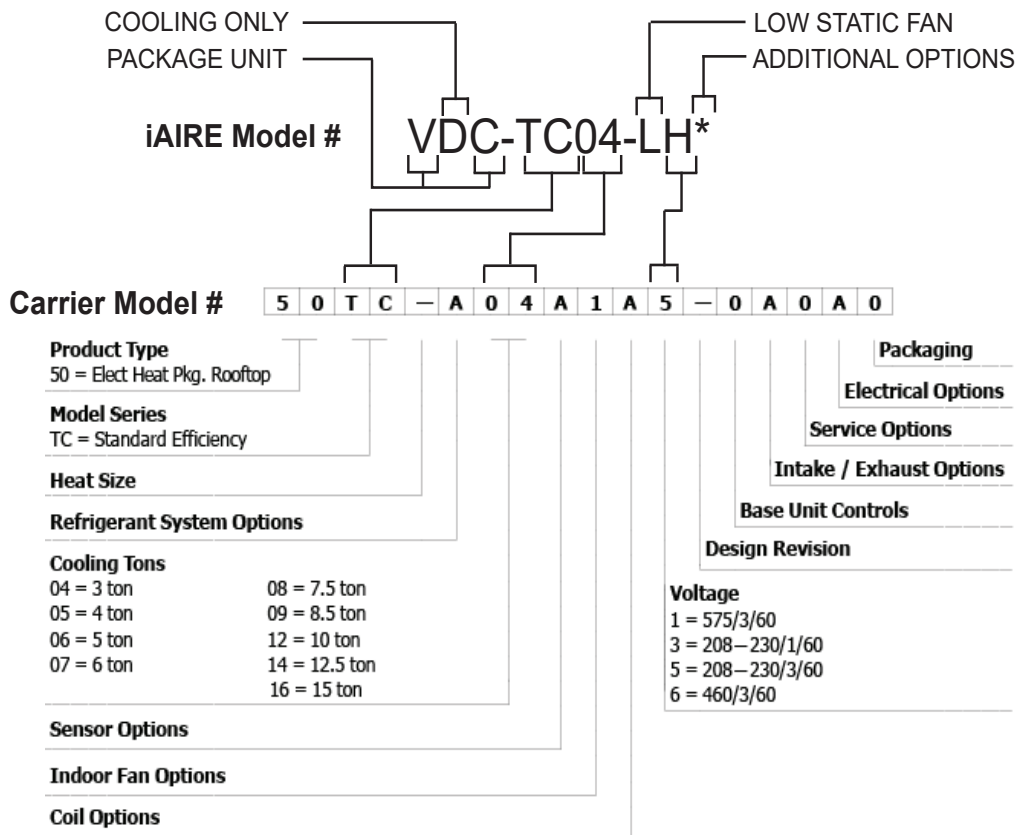 COOLING ONLY
LOW STATIC FAN
PACKAGE UNIT
ADDITIONAL OPTIONS
iAIRE Model #
VDC-TC04-LH*
Carrier Model #
5 0 T C – A 0 4 A 1 A 5 – 0 A 0 A 0
Product Type
50 = Elect Heat Pkg. Rooftop
Model Series
TC = Standard Efficiency
Heat Size
Refrigerant System Options
Cooling Tons
04 = 3 ton
05 = 4 ton
06 = 5 ton
07 = 6 ton
08 = 7.5 ton
09 = 8.5 ton
12 = 10 ton
14 = 12.5 ton
16 = 15 ton
Sensor Options
Indoor Fan Options
Coil Options
Packaging
Electrical Options
Service Options
Intake / Exhaust Options
Base Unit Controls
Design Revision
Voltage
1 = 575/3/60
3 = 208–230/1/60
5 = 208–230/3/60
6 = 460/3/60